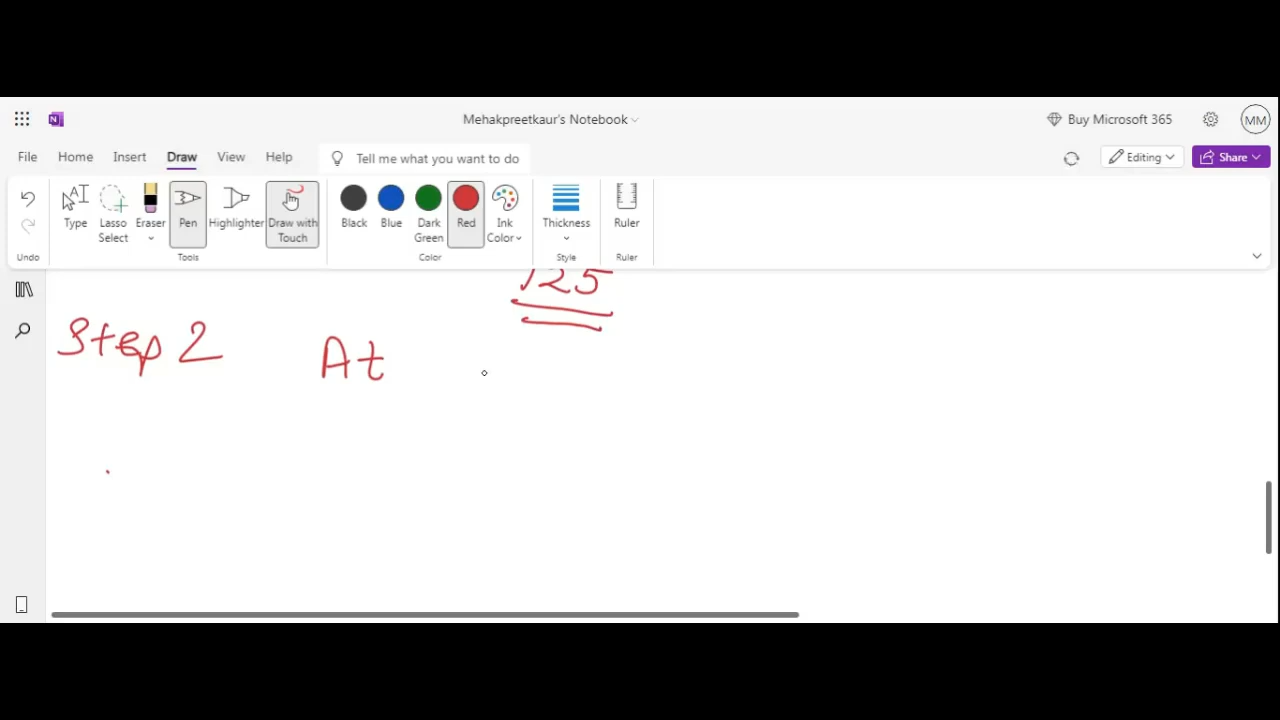 Mehakpreetkaur's Notebook
Buy Microsoft 365
MM
File Home Insert Draw View Help
Tell me what you want to do
Editing
Share
Type
Lasso Select
Eraser
Pen
Highlighter
Draw with Touch
Black
Blue
Dark Green
Red
Ink Color
Thickness
Ruler
Undo
Tools
Color
Style
Ruler
125
Step 2 At